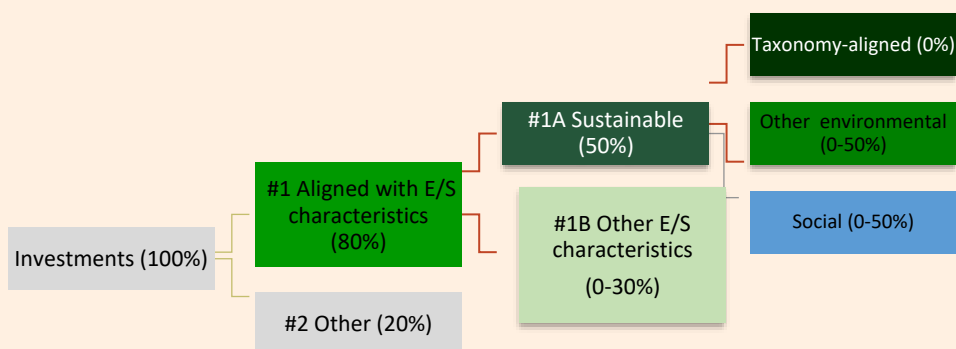 Taxonomy-aligned (0%)
#1A Sustainable
(50%)
Other environmental
(0-50%)
#1 Aligned with E/S
characteristics
(80%)
#1B Other E/S
characteristics
(0-30%)
Social (0-50%)
Investments (100%)
#2 Other (20%)